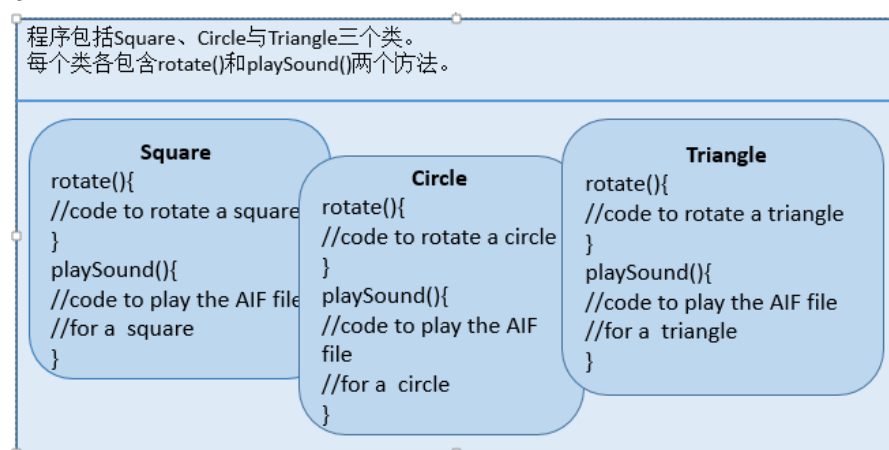 程序包括Square、Circle与Triangle三个类。
每个类各包含rotate()和playSound()两个方法。
Square
rotate(){
//code to rotate a square
}
playSound(){
//code to play the AIF file
//for a  square
}
Circle
rotate(){
//code to rotate a circle
}
playSound(){
//code to play the AIF
file
//for a  circle
}
Triangle
rotate(){
//code to rotate a triangle
}
playSound(){
//code to play the AIF file
//for a  triangle
}